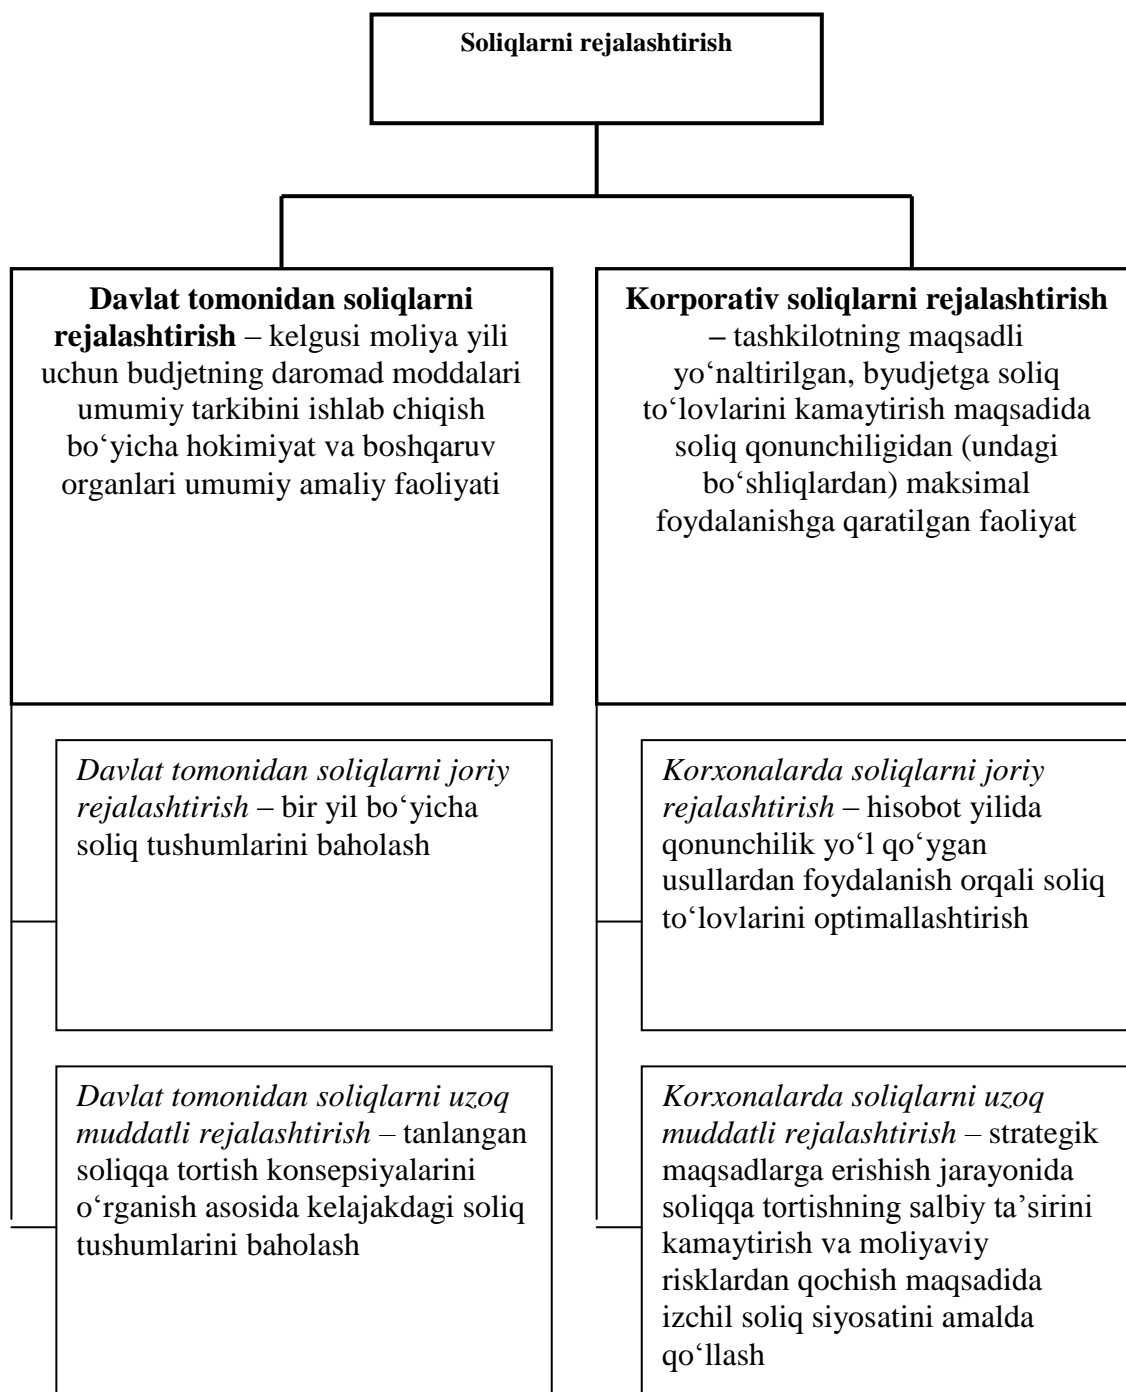 Soliqlarni rejalashtirish
Davlat tomonidan soliqlarni
rejalashtirish – kelgusi moliya yili
uchun budjetning daromad moddalari
umumiy tarkibini ishlab chiqish
bo‘yicha hokimiyat va boshqaruv
organlari umumiy amaliy faoliyati
Korporativ soliqlarni rejalashtirish
– tashkilotning maqsadli
yo‘naltirilgan, byudjetga soliq
to‘lovlarini kamaytirish maqsadida
soliq qonunchiligidan (undagi
bo‘shliqlardan) maksimal
foydalanishga qaratilgan faoliyat
Davlat tomonidan soliqlarni joriy
rejalashtirish – bir yil bo‘yicha
soliq tushumlarini baholash
Korxonalarda soliqlarni joriy
rejalashtirish – hisobot yilida
qonunchilik yo‘l qo‘ygan
usullardan foydalanish orqali soliq
to‘lovlarini optimallashtirish
Davlat tomonidan soliqlarni uzoq
muddatli rejalashtirish – tanlangan
soliqqa tortish konsepsiyalarini
o‘rganish asosida kelajakdagi soliq
tushumlarini baholash
Korxonalarda soliqlarni uzoq
muddatli rejalashtirish – strategik
maqsadlarga erishish jarayonida
soliqqa tortishning salbiy ta’sirini
kamaytirish va moliyaviy
risklardan qochish maqsadida
izchil soliq siyosatini amalda
qo‘llash